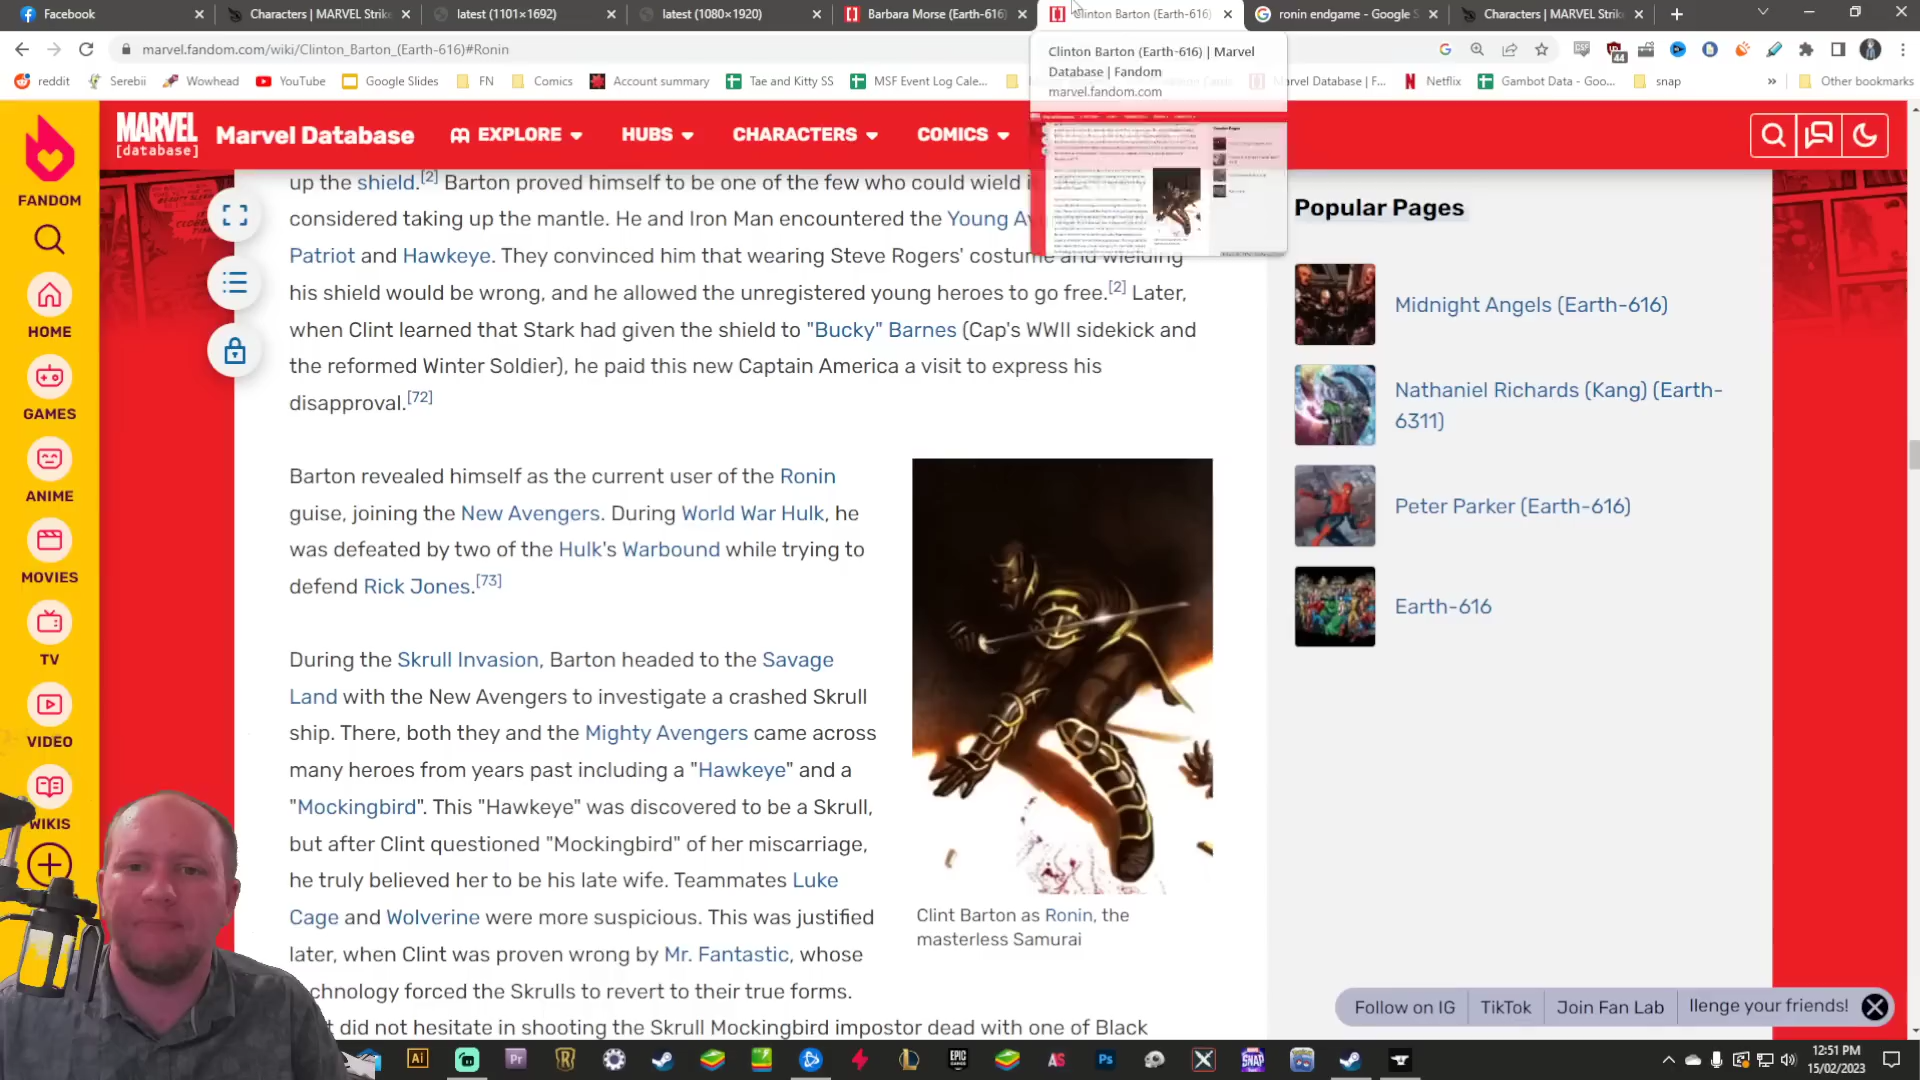 Facebook
Characters | MARVEL Strike
latest (1101×1692)
latest (1080×1920)
Barbara Morse (Earth-616)
Clinton Barton (Earth-616)
ronin endgame - Google S
Characters | MARVEL Strik
marvel.fandom.com/wiki/Clinton_Barton_(Earth-616)#Ronin
reddit
Serebii
Wowhead
YouTube
Google Slides
FN
Comics
Account summary
Tae and Kitty SS
MSF Event Log Cale...
Marvel Database | F...
Netflix
Gambot Data - Goo...
snap
»
Other bookmarks
44
Clinton Barton (Earth-616) | Marvel
Database | Fandom
marvel.fandom.com
MARVEL
[database]
Marvel Database
EXPLORE
HUBS
CHARACTERS
COMICS
FANDOM
HOME
GAMES
ANIME
MOVIES
TV
VIDEO
WIKIS
up the shield.[2] Barton proved himself to be one of the few who could wield i
considered taking up the mantle. He and Iron Man encountered the Young Av
Patriot and Hawkeye. They convinced him that wearing Steve Rogers' costume and wielding
his shield would be wrong, and he allowed the unregistered young heroes to go free.[2] Later,
when Clint learned that Stark had given the shield to "Bucky" Barnes (Cap's WWII sidekick and
the reformed Winter Soldier), he paid this new Captain America a visit to express his
disapproval.[72]
Barton revealed himself as the current user of the Ronin
guise, joining the New Avengers. During World War Hulk, he
was defeated by two of the Hulk's Warbound while trying to
defend Rick Jones.[73]
During the Skrull Invasion, Barton headed to the Savage
Land with the New Avengers to investigate a crashed Skrull
ship. There, both they and the Mighty Avengers came across
many heroes from years past including a "Hawkeye" and a
"Mockingbird". This "Hawkeye" was discovered to be a Skrull,
but after Clint questioned "Mockingbird" of her miscarriage,
he truly believed her to be his late wife. Teammates Luke
Cage and Wolverine were more suspicious. This was justified
later, when Clint was proven wrong by Mr. Fantastic, whose
chnology forced the Skrulls to revert to their true forms.
t did not hesitate in shooting the Skrull Mockingbird impostor dead with one of Black
Clint Barton as Ronin, the
masterless Samurai
Popular Pages
Midnight Angels (Earth-616)
Nathaniel Richards (Kang) (Earth-
6311)
Peter Parker (Earth-616)
Earth-616
Follow on IG
TikTok
Join Fan Lab
llenge your friends!
Ai
Pr
EPIC
AS
Ps
SNAP
12:51 PM
15/02/2023